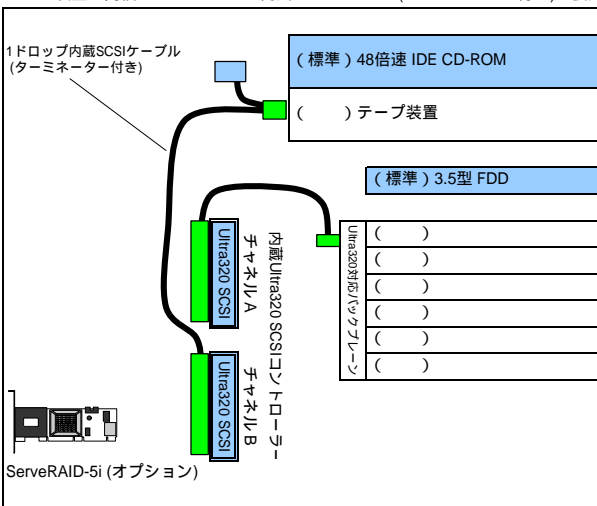 1ドロップ内蔵SCSIケーブル
(ターミネーター付き)
(標準)48倍速 IDE CD-ROM
(　　)テープ装置
(標準)3.5型 FDD
Ultra320 SCSI
チャネル A
内蔵Ultra320 SCSIコントローラー
Ultra320対応バックプレーン
(　　)
(　　)
(　　)
(　　)
(　　)
(　　)
Ultra320 SCSI
チャネル B
ServeRAID-5i (オプション)